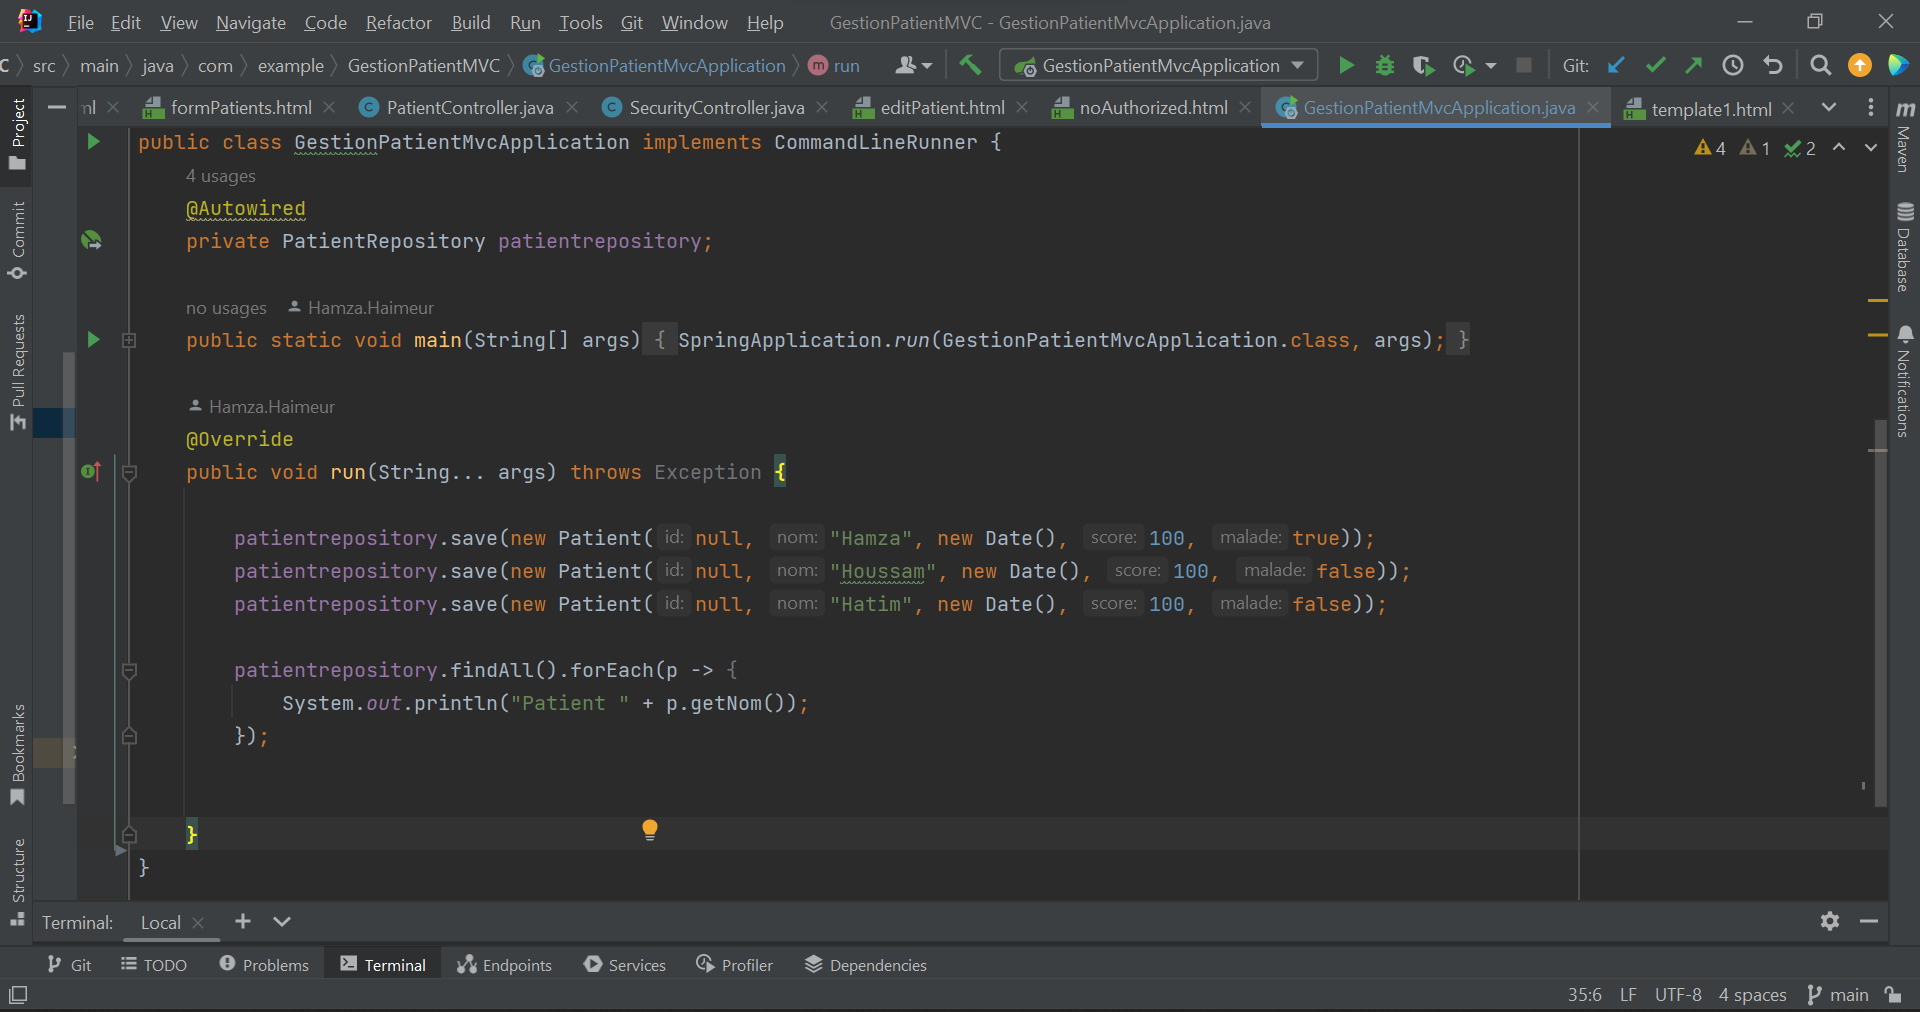 File Edit View Navigate Code Refactor Build Run Tools Git Window Help GestionPatientMVC - GestionPatientMvcApplication.java
C src main java com example GestionPatientMVC GestionPatientMvcApplication m run GestionPatientMvcApplication Git:
ml formPatients.html PatientController.java SecurityController.java editPatient.html noAuthorized.html GestionPatientMvcApplication.java template1.html
public class GestionPatientMvcApplication implements CommandLineRunner {
4 1 2
4 usages
@Autowired
private PatientRepository patientrepository;
no usages Hamza.Haimeur
public static void main(String[] args) { SpringApplication.run(GestionPatientMvcApplication.class, args); }
Hamza.Haimeur
@Override
public void run(String... args) throws Exception {
patientrepository.save(new Patient( id: null, nom: "Hamza", new Date(), score: 100, malade: true));
patientrepository.save(new Patient( id: null, nom: "Houssam", new Date(), score: 100, malade: false));
patientrepository.save(new Patient( id: null, nom: "Hatim", new Date(), score: 100, malade: false));
patientrepository.findAll().forEach(p -> {
System.out.println("Patient " + p.getNom());
});
}
}
Project
Commit
Pull Requests
Bookmarks
Structure
Maven
Database
Notifications
Terminal: Local
Git TODO Problems Terminal Endpoints Services Profiler Dependencies
35:6 LF UTF-8 4 spaces main